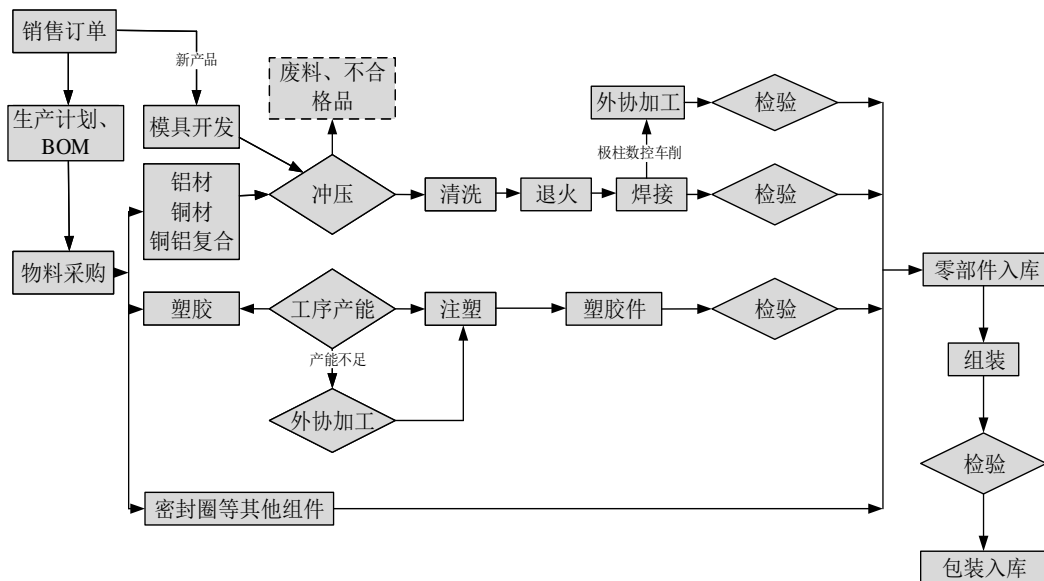 销售订单
新产品
生产计划、
BOM
模具开发
废料、不合
格品
外协加工
检验
极柱数控车削
铝材
铜材
铜铝复合
冲压
清洗
退火
焊接
检验
物料采购
零部件入库
塑胶
工序产能
注塑
塑胶件
检验
产能不足
外协加工
组装
检验
密封圈等其他组件
包装入库